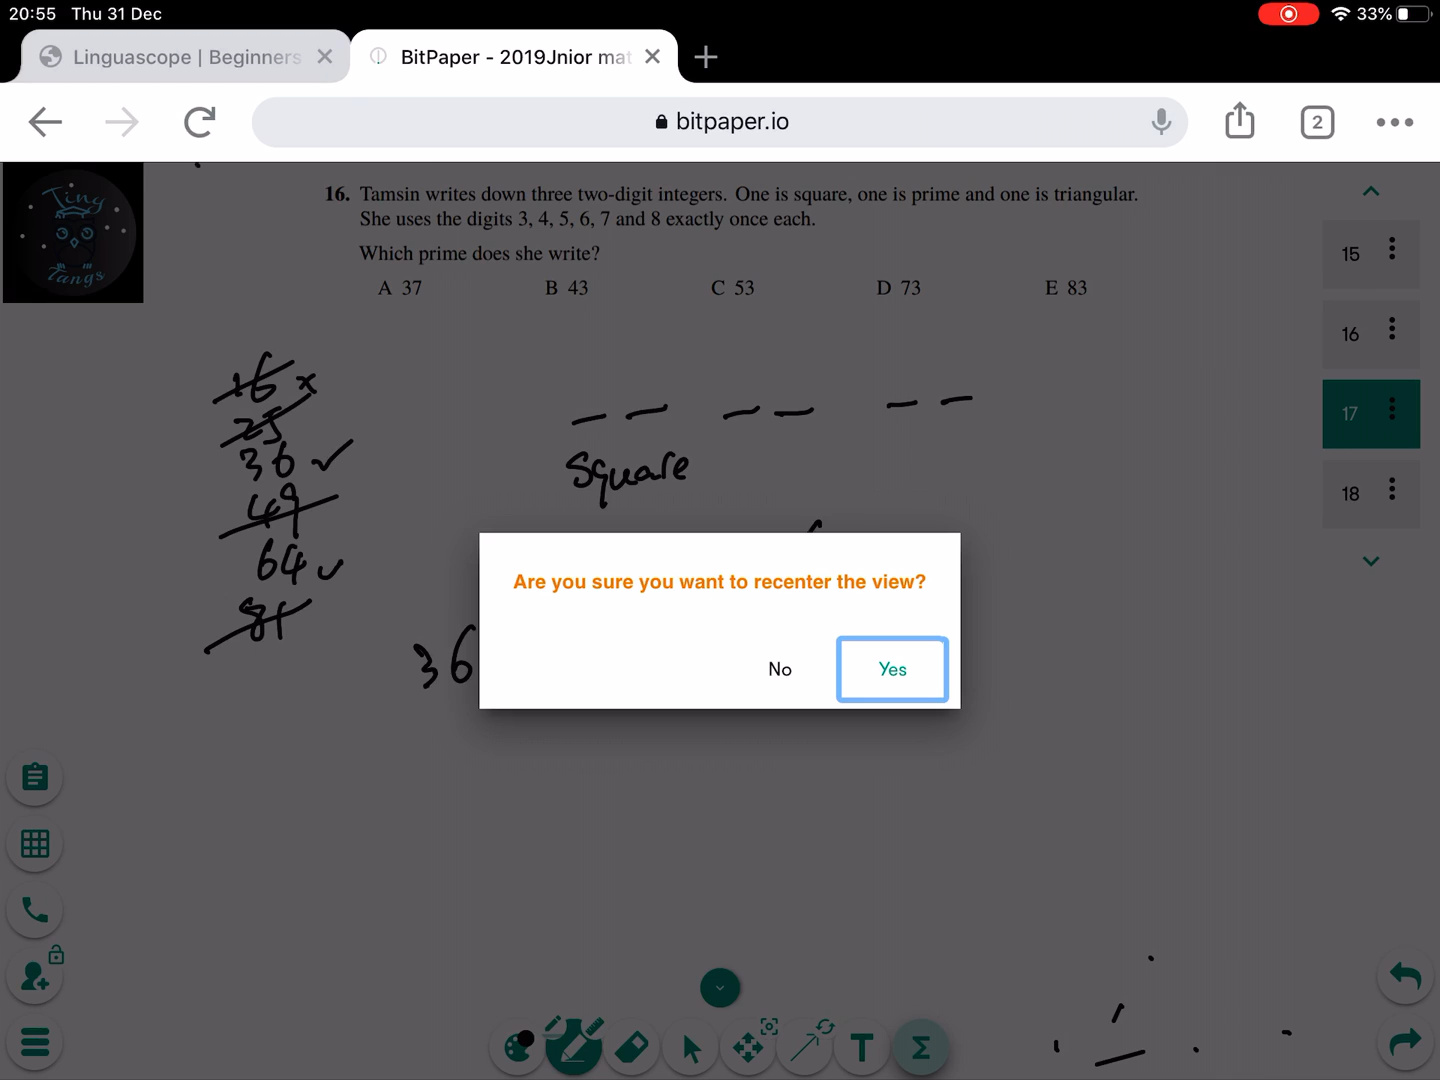 20:55 Thu 31 Dec
33%
Linguascope | Beginners
BitPaper - 2019Jnior mat
bitpaper.io
2
Tiny
Tangs
16. Tamsin writes down three two-digit integers. One is square, one is prime and one is triangular.
She uses the digits 3, 4, 5, 6, 7 and 8 exactly once each.
Which prime does she write?
A 37 B 43 C 53 D 73 E 83
15
16
17
18
16 x
25
36 ✓
49
64 ✓
81
Square
36
Are you sure you want to recenter the view?
No
Yes
T
Σ